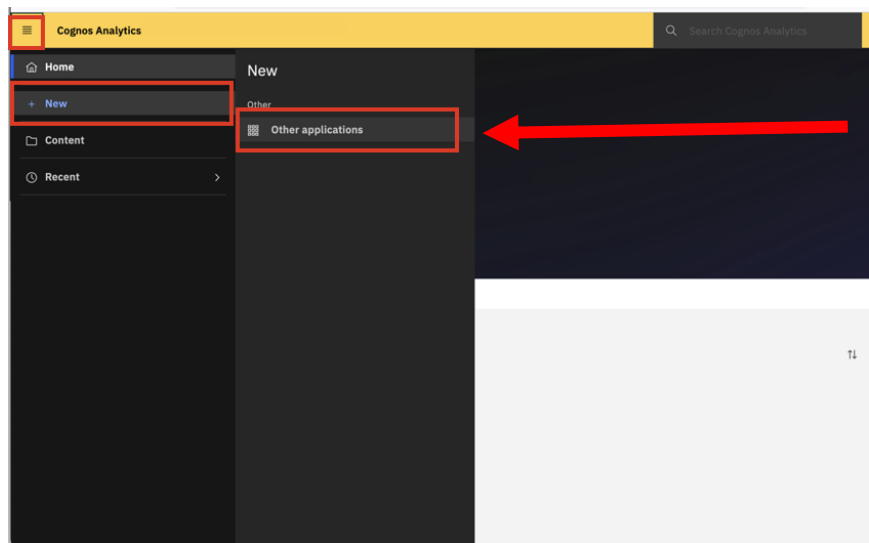 Cognos Analytics
Search Cognos Analytics
Home
New
Content
Recent
New
Other
Other applications